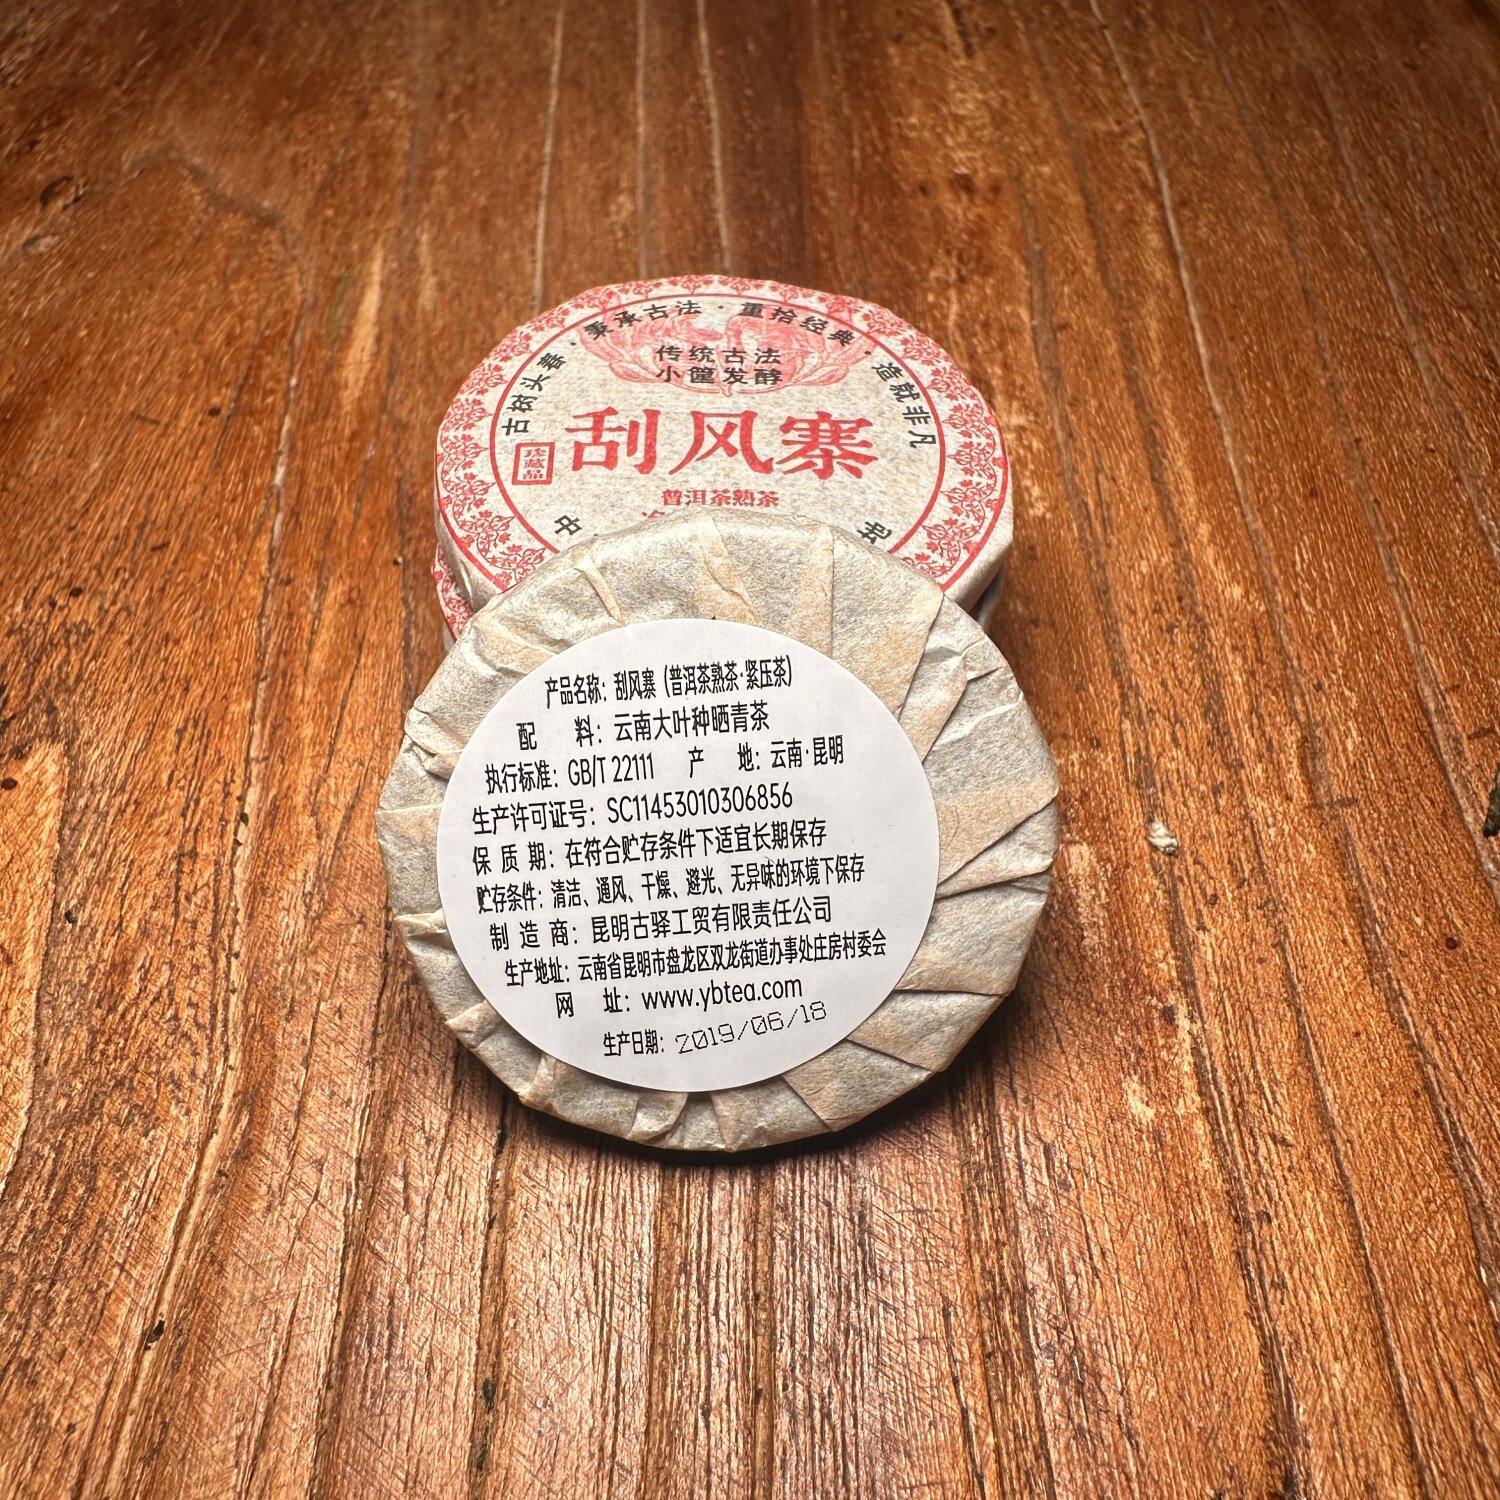 古树头春·秉承古法·重拾经典·造就非凡
传统古法
小筐发酵
刮风寨
珍藏品
普洱茶熟茶
中
产品名称：刮风寨（普洱茶熟茶·紧压茶）
配 料：云南大叶种晒青茶
执行标准：GB/T 22111 产 地：云南·昆明
生产许可证号：SC11453010306856
保 质 期：在符合贮存条件下适宜长期保存
贮存条件：清洁、通风、干燥、避光、无异味的环境下保存
制 造 商：昆明古驿工贸有限责任公司
生产地址：云南省昆明市盘龙区双龙街道办事处庄房村委会
网 址：www.ybtea.com
生产日期：2019/06/18